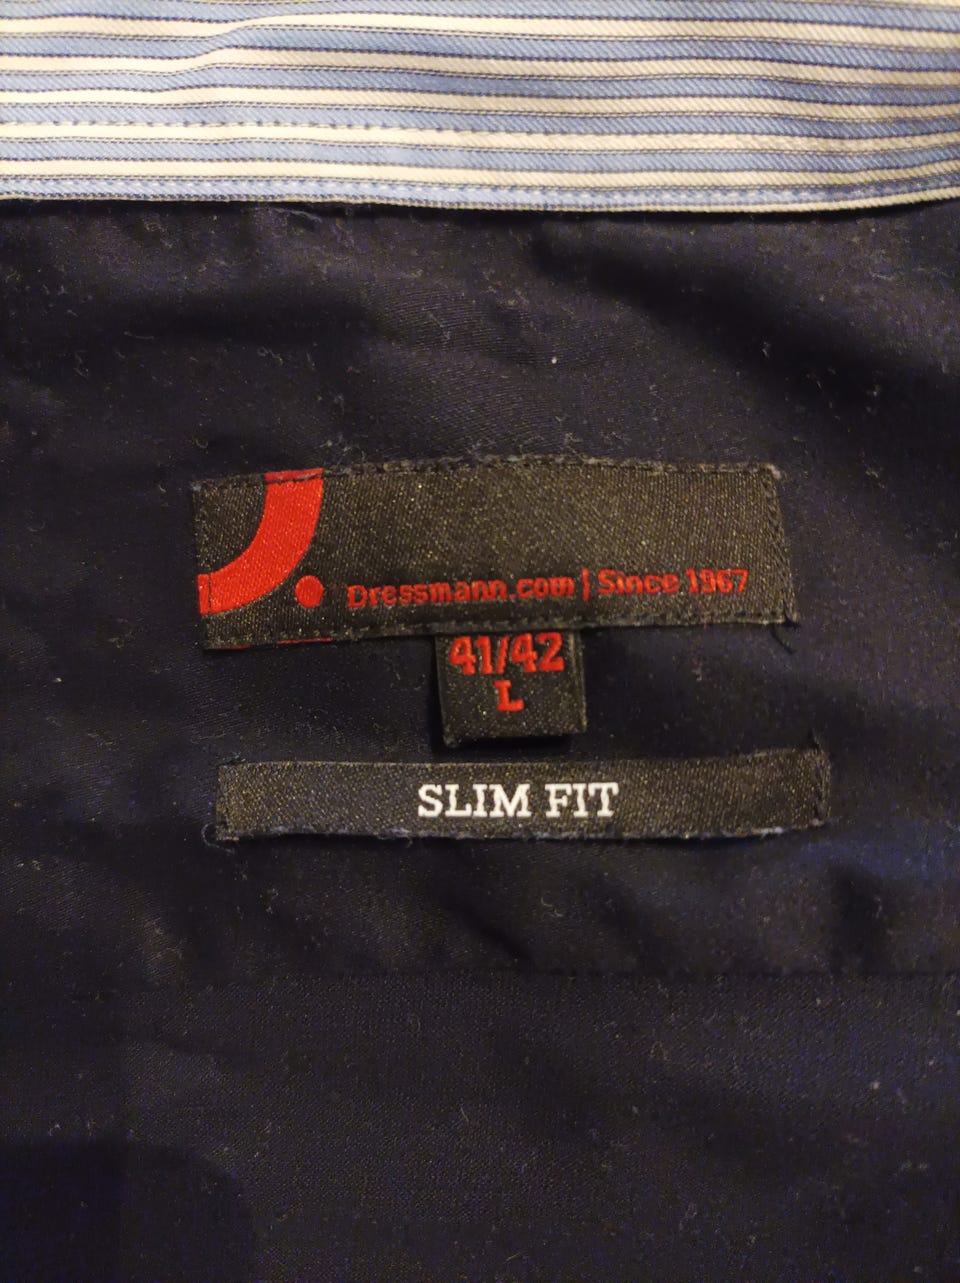 Dressmann.com | Since 1967
41/42
L
SLIM FIT